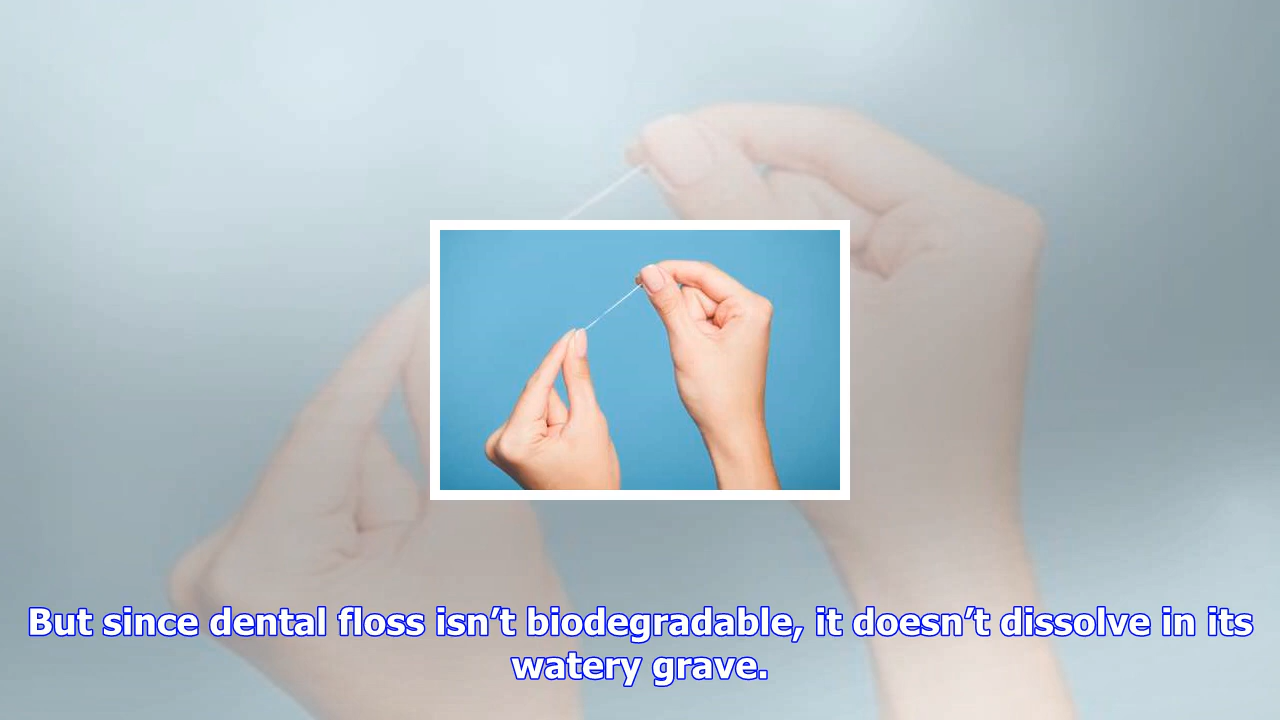 But since dental floss isn’t biodegradable, it doesn’t dissolve in its
watery grave.